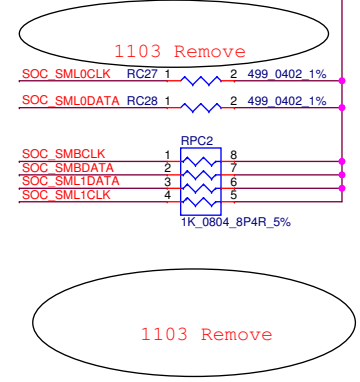 1103 Remove
SOC_SML0CLK RC27 1 2 499_0402_1%
SOC_SML0DATA RC28 1 2 499_0402_1%
RPC2
SOC_SMBCLK 1 8
SOC_SMBDATA 2 7
SOC_SML1DATA 3 6
SOC_SML1CLK 4 5
1K_0804_8P4R_5%
1103 Remove